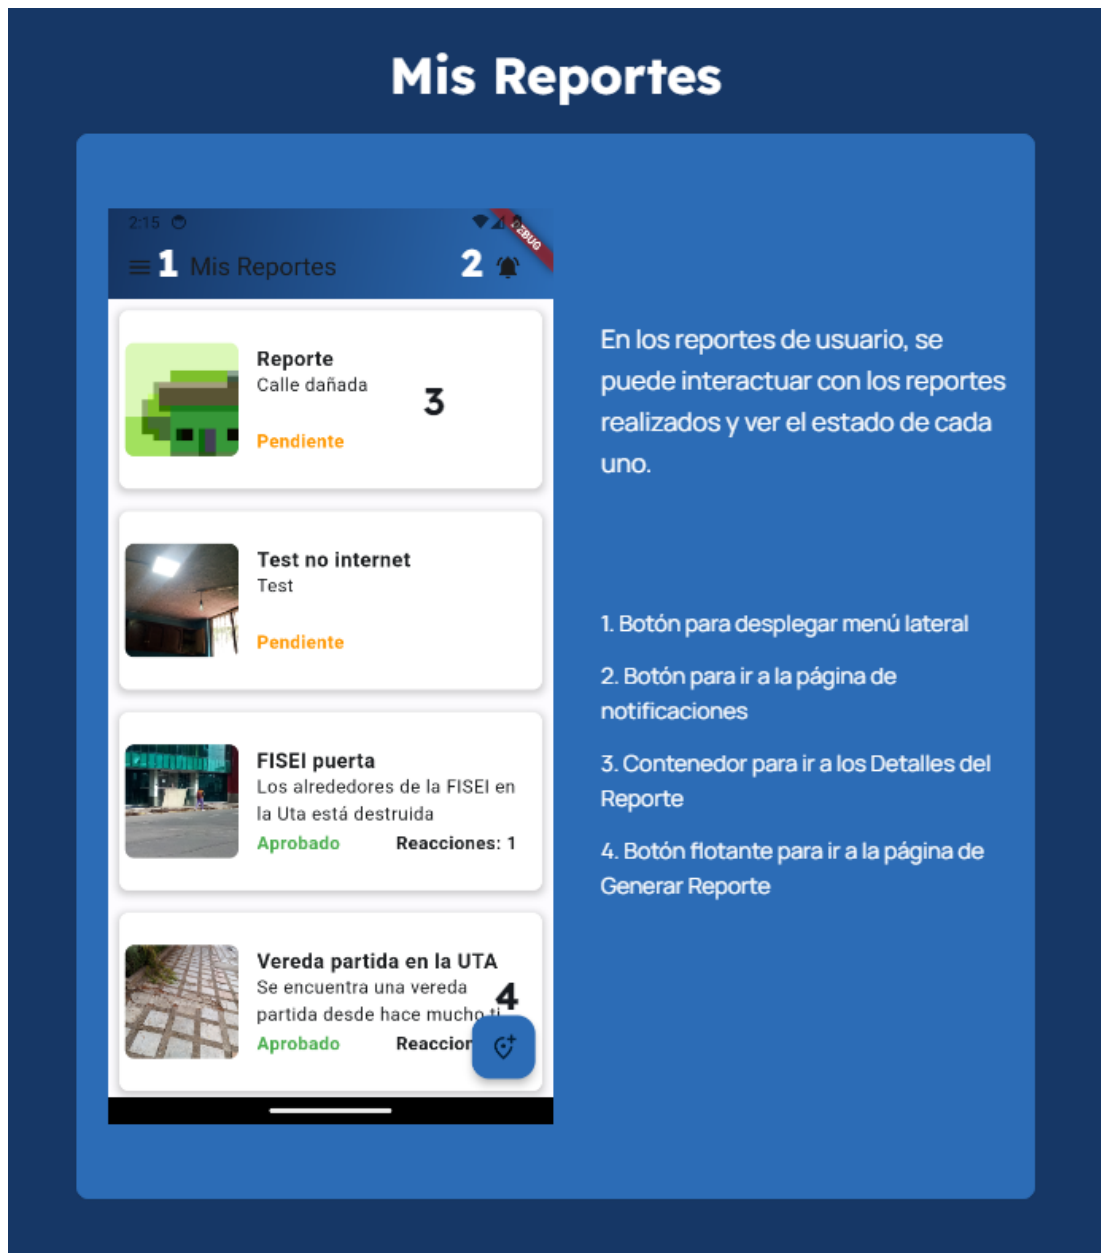 Mis Reportes
2:15
DEBUG
1 Mis Reportes 2
Reporte
Calle dañada
3
Pendiente
Test no internet
Test
Pendiente
FISEI puerta
Los alrededores de la FISEI en
la Uta está destruida
Aprobado Reacciones: 1
Vereda partida en la UTA
Se encuentra una vereda
4
partida desde hace mucho ti
Aprobado Reaccion
En los reportes de usuario, se
puede interactuar con los reportes
realizados y ver el estado de cada
uno.
1. Botón para desplegar menú lateral
2. Botón para ir a la página de
notificaciones
3. Contenedor para ir a los Detalles del
Reporte
4. Botón flotante para ir a la página de
Generar Reporte